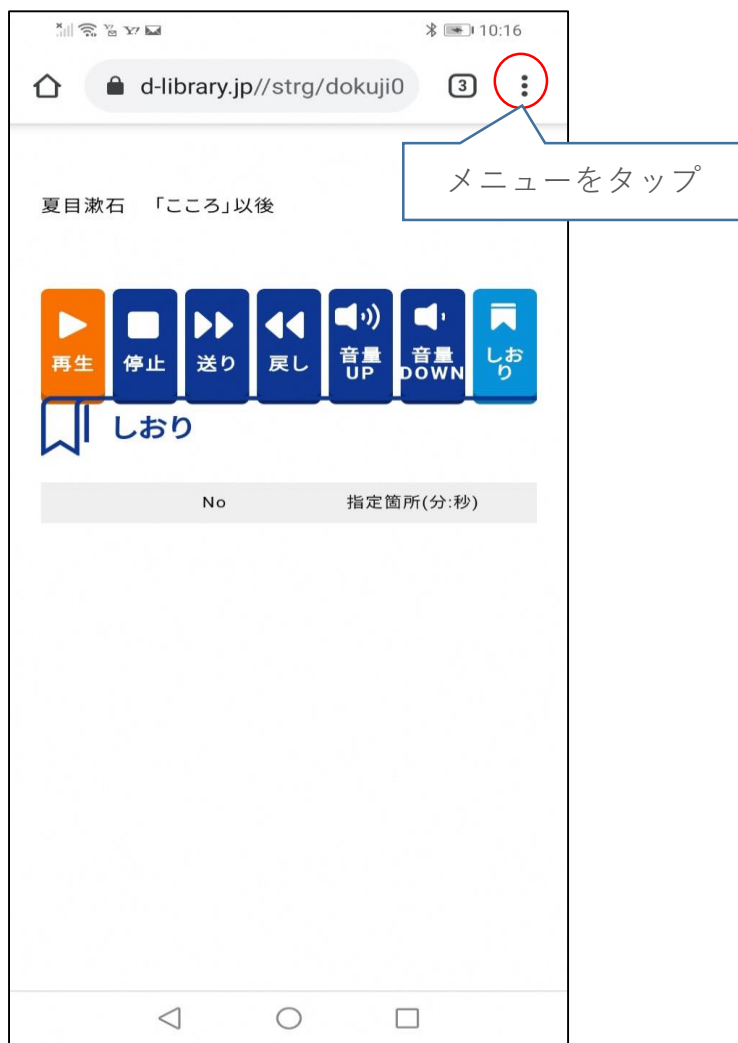 10:16
d-library.jp//strg/dokuji0
3
メニューをタップ
夏目漱石　「こころ」以後
再生
停止
送り
戻し
音量
UP
音量
DOWN
しお
り
しおり
No　指定箇所(分:秒)